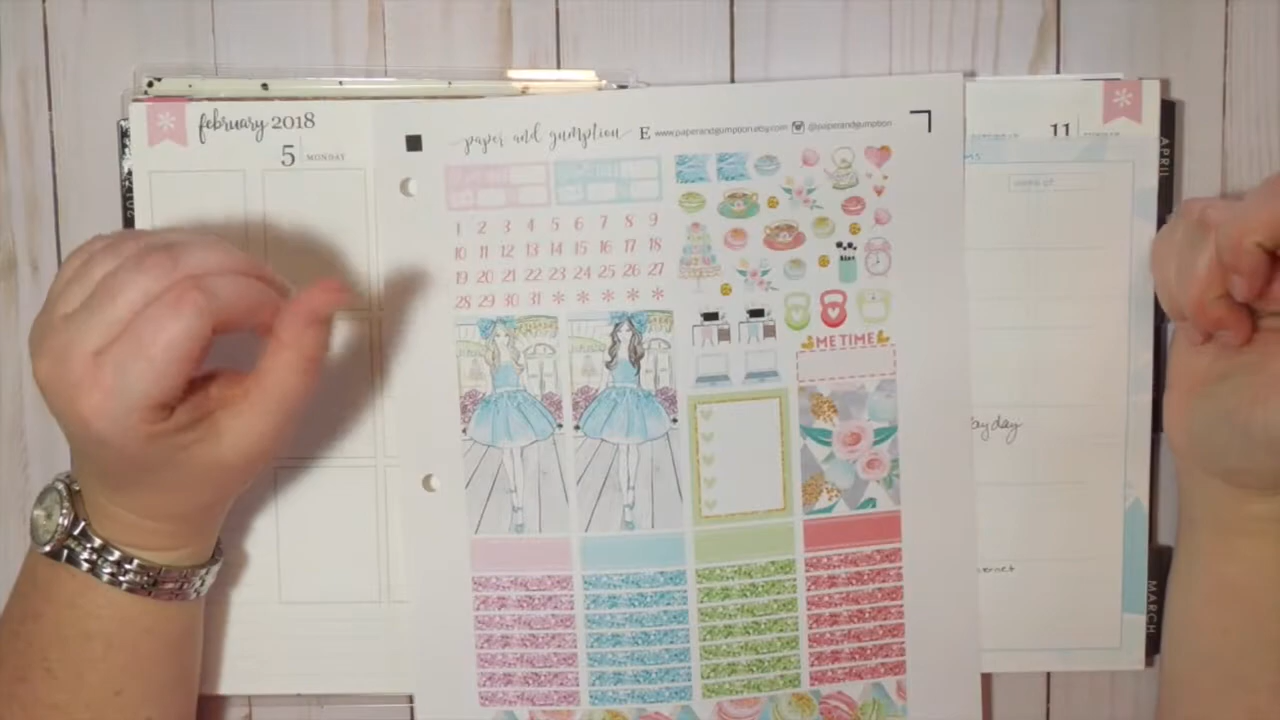 february 2018
5 MONDAY
paper and gumption E www.paperandgumption.etsy.com @paperandgumption
11
1 2 3 4 5 6 7 8 9
10 11 12 13 14 15 16 17 18
19 20 21 22 23 24 25 26 27
28 29 30 31 * * * * *
ME TIME
APRIL
MARCH